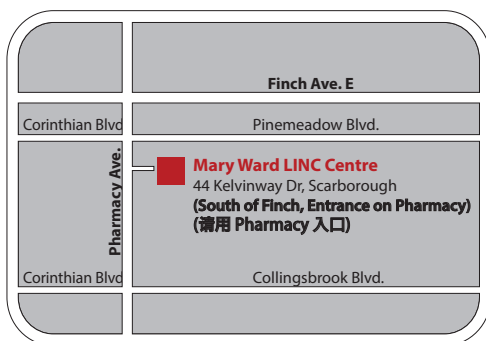 Finch Ave. E
Corinthian Blvd
Pinemeadow Blvd.
Pharmacy Ave.
Mary Ward LINC Centre
44 Kelvinway Dr, Scarborough
(South of Finch, Entrance on Pharmacy)
(请用 Pharmacy 入口)
Corinthian Blvd
Collingsbrook Blvd.